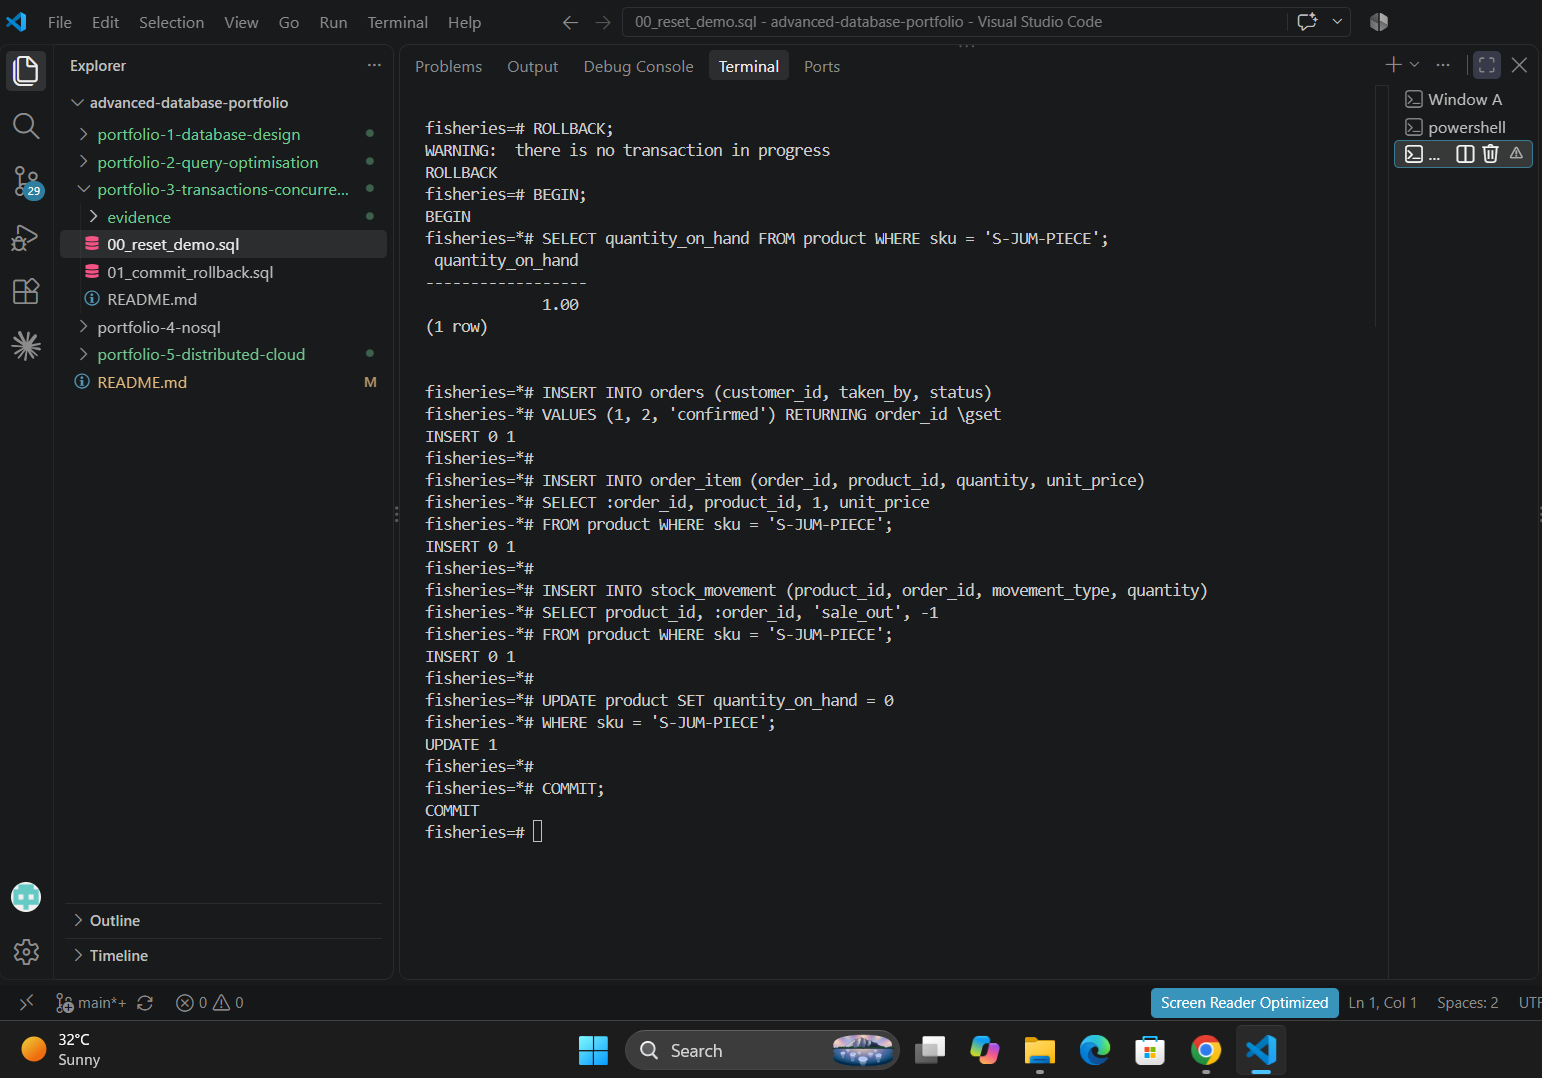 File Edit Selection View Go Run Terminal Help
00_reset_demo.sql - advanced-database-portfolio - Visual Studio Code
Explorer
advanced-database-portfolio
portfolio-1-database-design
portfolio-2-query-optimisation
29
portfolio-3-transactions-concurre...
evidence
00_reset_demo.sql
01_commit_rollback.sql
README.md
portfolio-4-nosql
portfolio-5-distributed-cloud
README.md M
Outline
Timeline
Problems Output Debug Console Terminal Ports
Window A
powershell
...
fisheries=# ROLLBACK;
WARNING:  there is no transaction in progress
ROLLBACK
fisheries=# BEGIN;
BEGIN
fisheries=*# SELECT quantity_on_hand FROM product WHERE sku = 'S-JUM-PIECE';
quantity_on_hand
------------------
1.00
(1 row)
fisheries=*# INSERT INTO orders (customer_id, taken_by, status)
fisheries-*# VALUES (1, 2, 'confirmed') RETURNING order_id \gset
INSERT 0 1
fisheries=*#
fisheries=*# INSERT INTO order_item (order_id, product_id, quantity, unit_price)
fisheries-*# SELECT :order_id, product_id, 1, unit_price
fisheries-*# FROM product WHERE sku = 'S-JUM-PIECE';
INSERT 0 1
fisheries=*#
fisheries=*# INSERT INTO stock_movement (product_id, order_id, movement_type, quantity)
fisheries-*# SELECT product_id, :order_id, 'sale_out', -1
fisheries-*# FROM product WHERE sku = 'S-JUM-PIECE';
INSERT 0 1
fisheries=*#
fisheries=*# UPDATE product SET quantity_on_hand = 0
fisheries-*# WHERE sku = 'S-JUM-PIECE';
UPDATE 1
fisheries=*#
fisheries=*# COMMIT;
COMMIT
fisheries=#
main*+ 0 0
Screen Reader Optimized Ln 1, Col 1 Spaces: 2 UTF
32°C
Sunny
Search